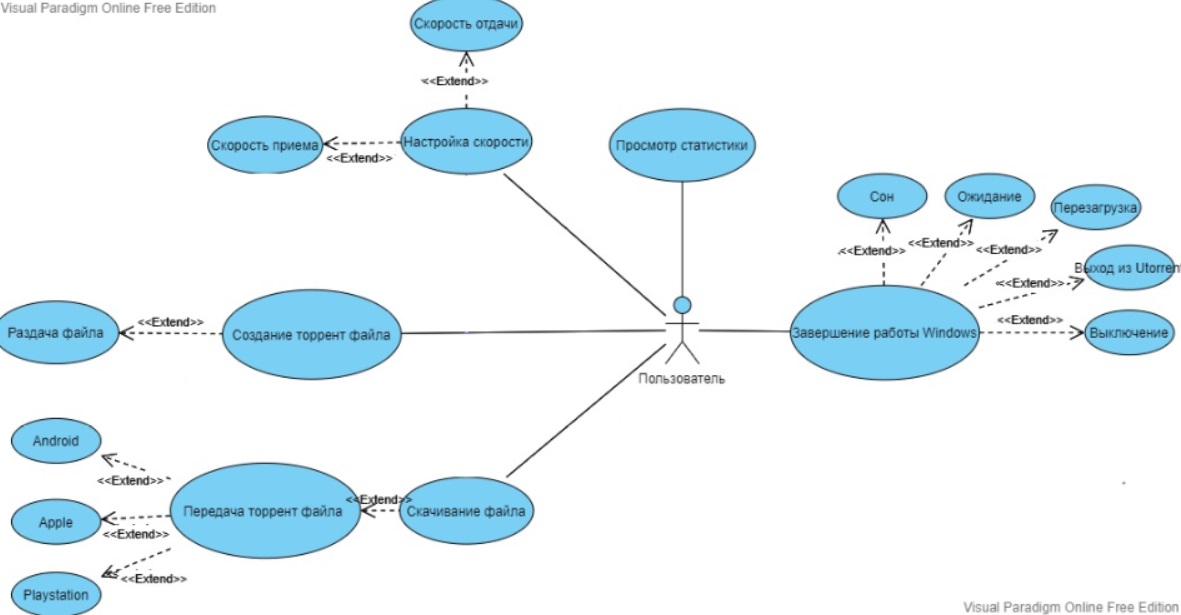 Visual Paradigm Online Free Edition
Скорость отдачи
<<Extend>>
Скорость приема
<<Extend>>
Настройка скорости
Просмотр статистики
Сон
Ожидание
Перезагрузка
<<Extend>>
<<Extend>>
<<Extend>>
Выход из Utorrent
<<Extend>>
Раздача файла
<<Extend>>
Создание торрент файла
Завершение работы Windows
<<Extend>>
Выключение
Пользователь
Android
<<Extend>>
Передача торрент файла
<<Extend>>
Скачивание файла
Apple
<<Extend>>
<<Extend>>
Playstation
Visual Paradigm Online Free Edition